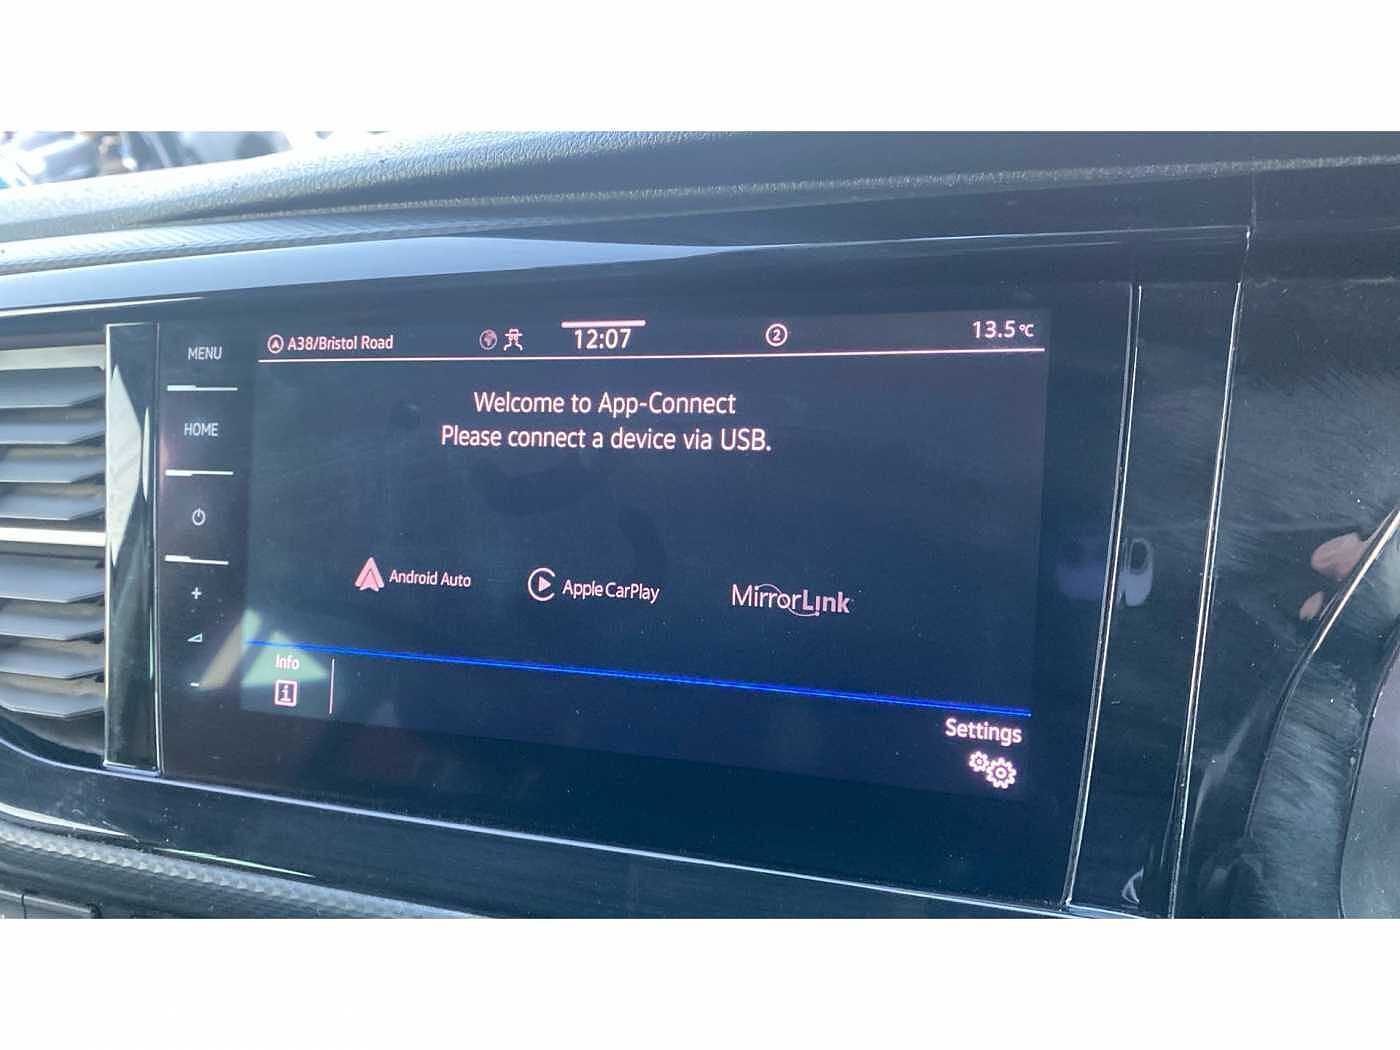 MENU
HOME
A38/Bristol Road
12:07
2
13.5°C
Welcome to App-Connect
Please connect a device via USB.
Android Auto
Apple CarPlay
MirrorLink
Info
i
Settings
+
-